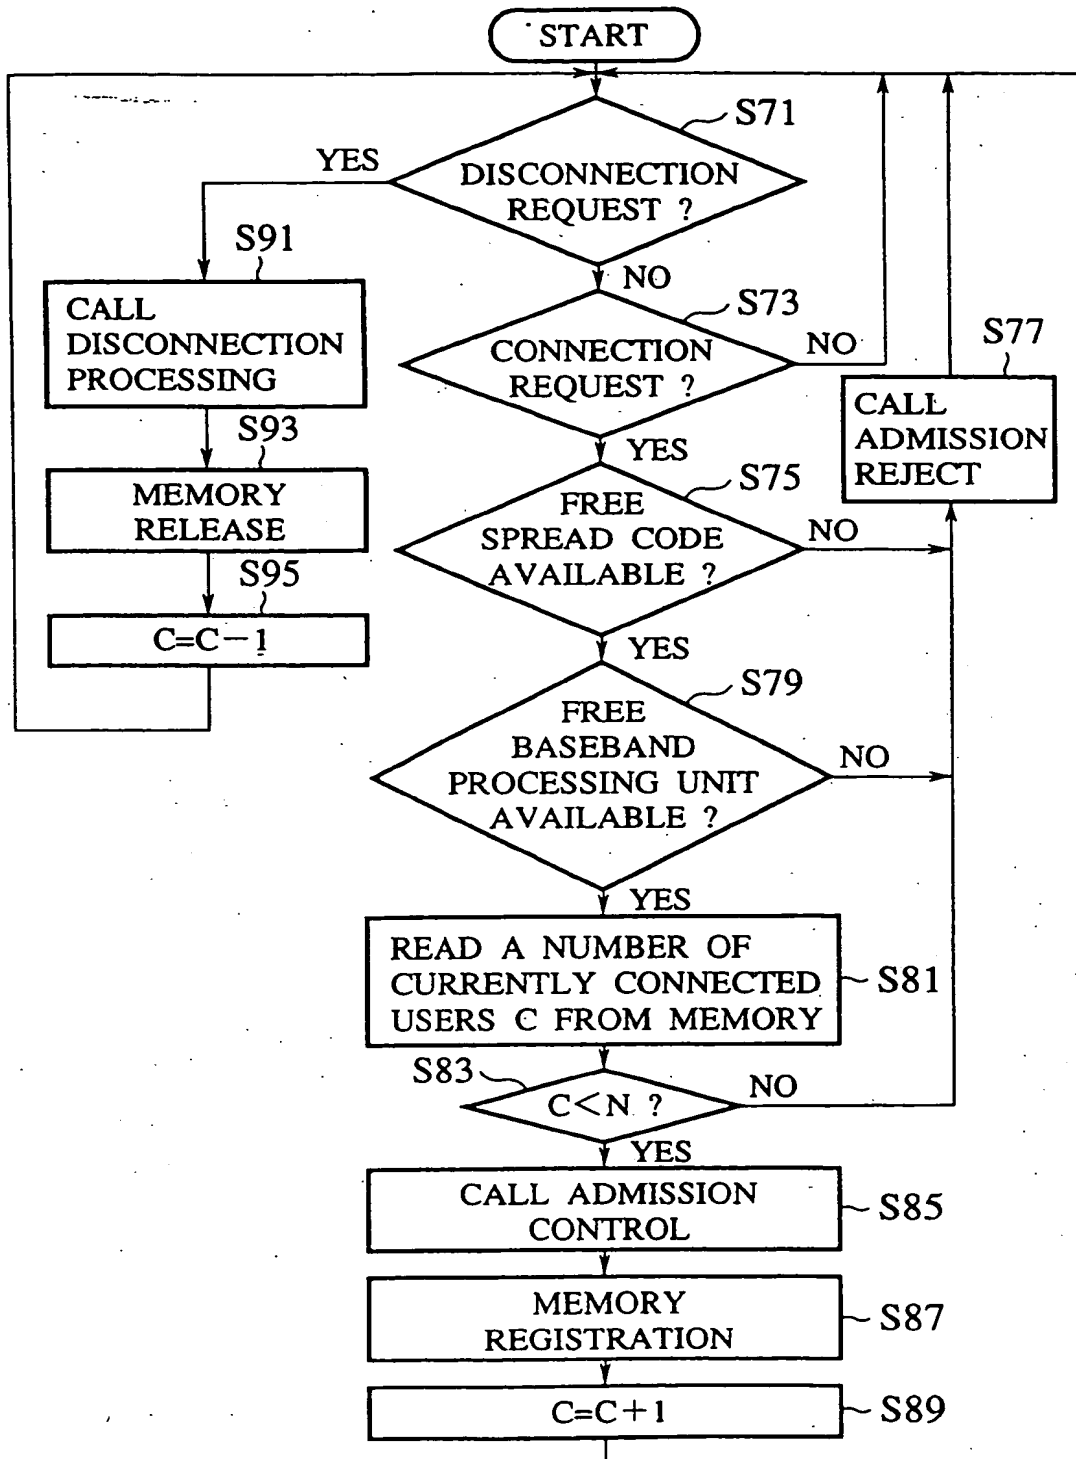 START
S71
YES
DISCONNECTION
REQUEST ?
S91
NO
CALL
DISCONNECTION
PROCESSING
S73
CONNECTION
REQUEST ?
NO
S77
CALL
ADMISSION
REJECT
S93
YES
MEMORY
RELEASE
S75
FREE
SPREAD CODE
AVAILABLE ?
NO
S95
C=C−1
YES
S79
FREE
BASEBAND
PROCESSING UNIT
AVAILABLE ?
NO
YES
READ A NUMBER OF
CURRENTLY CONNECTED
USERS C FROM MEMORY
S81
S83
C<N ?
NO
YES
CALL ADMISSION
CONTROL
S85
MEMORY
REGISTRATION
S87
C=C+1
S89